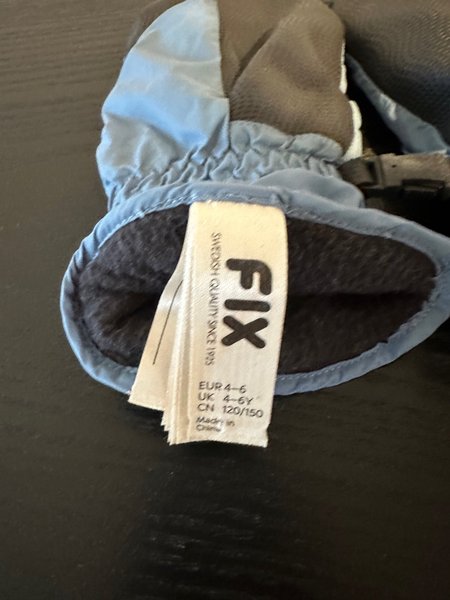 FIX
SWEDISH QUALITY SINCE 1925
EUR 4-6
UK 4-6Y
CN 120/150
Made in
China